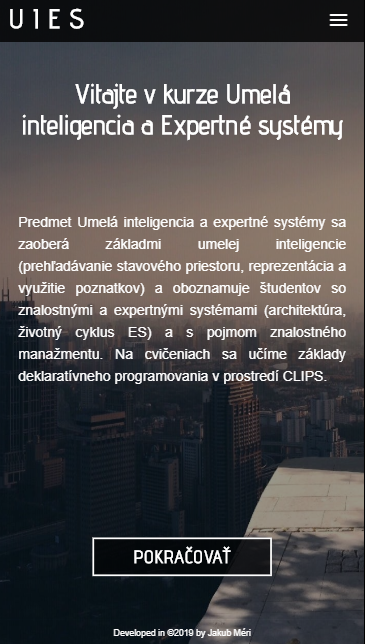 U1ES
Vitajte v kurze Umelá
inteligencia a Expertné systémy
Predmet Umelá inteligencia a expertné systémy sa
zaoberá základmi umelej inteligencie
(prehľadávanie stavového priestoru, reprezentácia a
využitie poznatkov) a oboznamuje študentov so
znalostnými a expertnými systémami (architektúra,
životný cyklus ES) a s pojmom znalostného
manažmentu. Na cvičeniach sa učíme základy
deklaratívneho programovania v prostredí CLIPS.
POKRAČOVAŤ
Developed in ©2019 by Jakub Méri